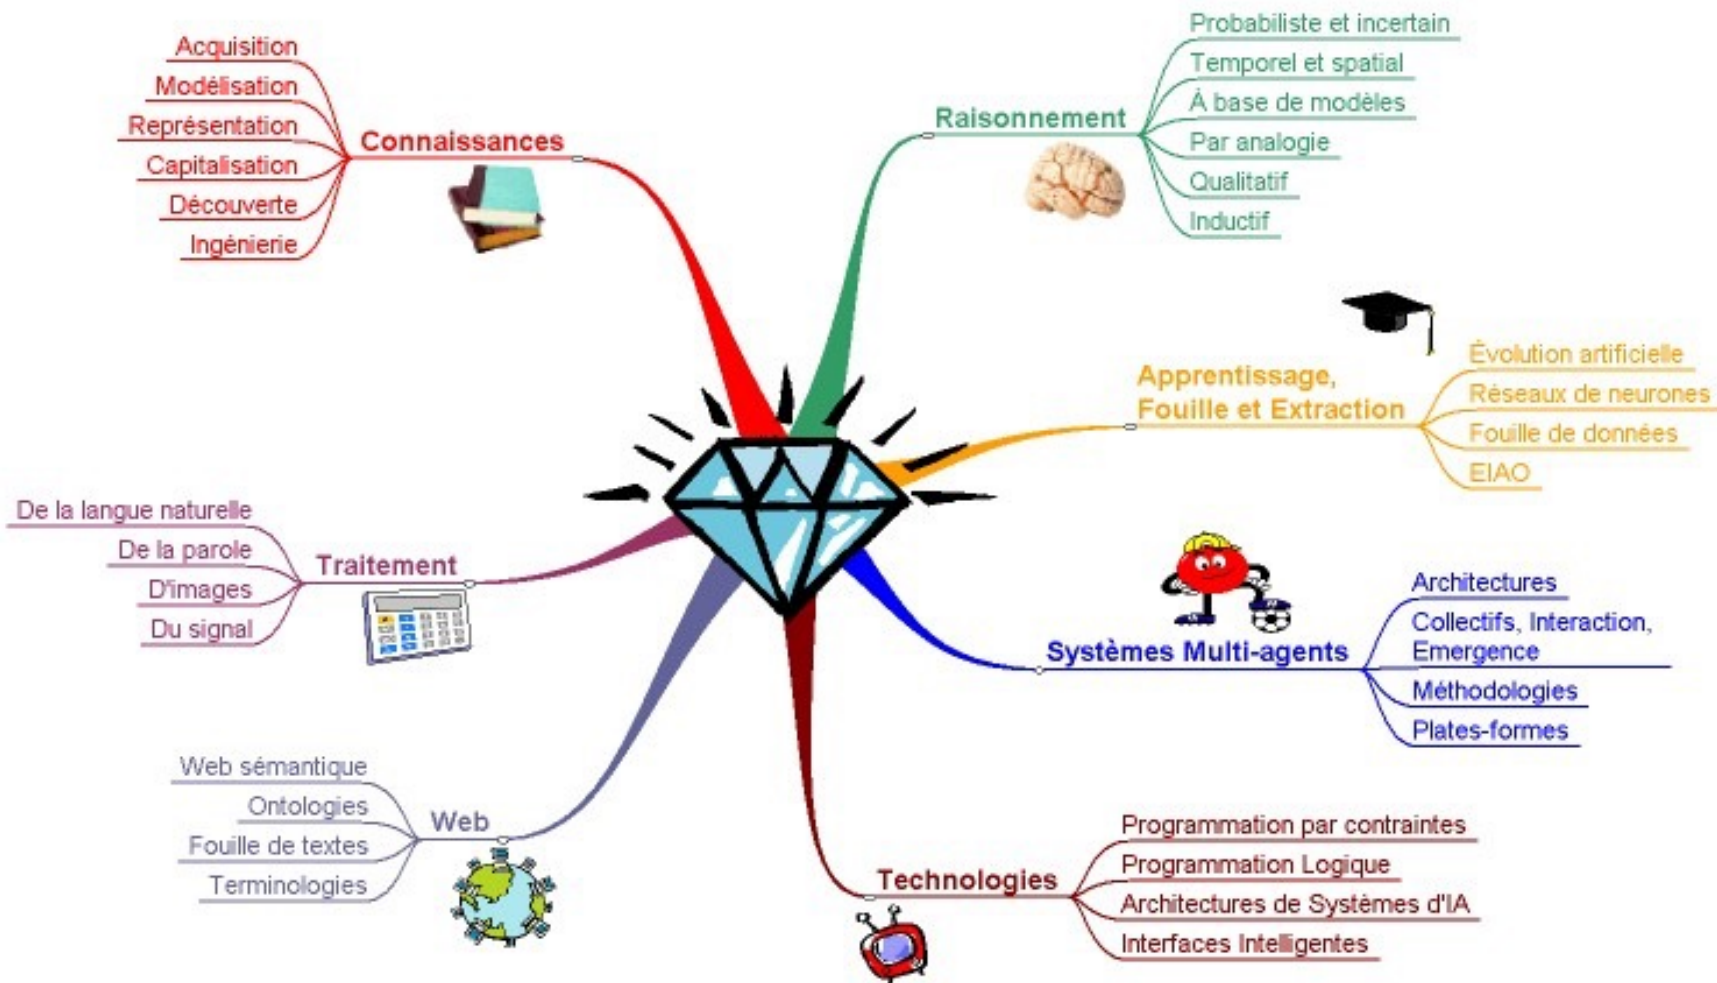 Connaissances
Acquisition
Modélisation
Représentation
Capitalisation
Découverte
Ingénierie
Raisonnement
Probabiliste et incertain
Temporel et spatial
À base de modèles
Par analogie
Qualitatif
Inductif
Apprentissage,
Fouille et Extraction
Évolution artificielle
Réseaux de neurones
Fouille de données
EIAO
Traitement
De la langue naturelle
De la parole
D'images
Du signal
Systèmes Multi-agents
Architectures
Collectifs, Interaction,
Emergence
Méthodologies
Plates-formes
Web
Web sémantique
Ontologies
Fouille de textes
Terminologies
Technologies
Programmation par contraintes
Programmation Logique
Architectures de Systèmes d'IA
Interfaces Intelligentes